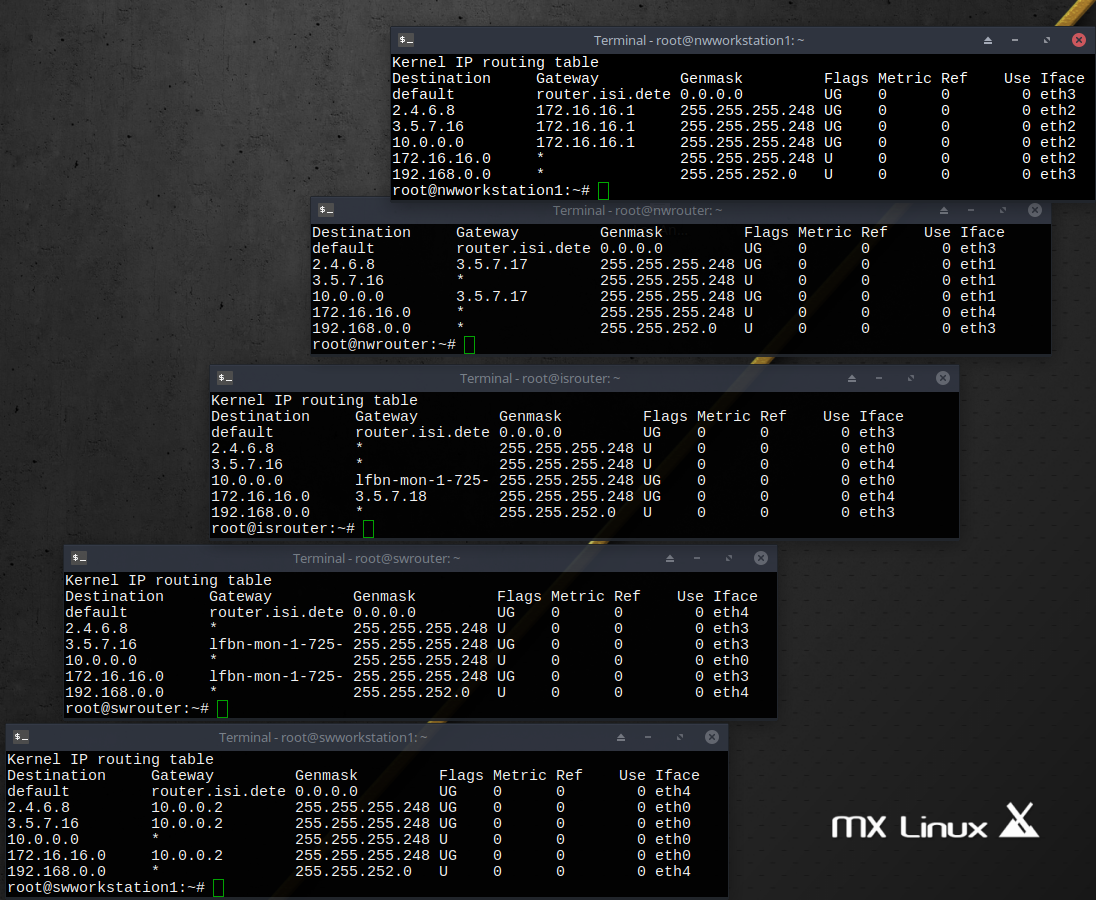 Terminal - root@nwworkstation1: ~
Kernel IP routing table
Destination Gateway Genmask Flags Metric Ref Use Iface
default router.isi.dete 0.0.0.0 UG 0 0 0 eth3
2.4.6.8 172.16.16.1 255.255.255.248 UG 0 0 0 eth2
3.5.7.16 172.16.16.1 255.255.255.248 UG 0 0 0 eth2
10.0.0.0 172.16.16.1 255.255.255.248 UG 0 0 0 eth2
172.16.16.0 * 255.255.255.248 U 0 0 0 eth2
192.168.0.0 * 255.255.252.0 U 0 0 0 eth3
root@nwworkstation1:~#
Terminal - root@nwrouter: ~
Destination Gateway Genmask Flags Metric Ref Use Iface
default router.isi.dete 0.0.0.0 UG 0 0 0 eth3
2.4.6.8 3.5.7.17 255.255.255.248 UG 0 0 0 eth1
3.5.7.16 * 255.255.255.248 U 0 0 0 eth1
10.0.0.0 3.5.7.17 255.255.255.248 UG 0 0 0 eth1
172.16.16.0 * 255.255.255.248 U 0 0 0 eth4
192.168.0.0 * 255.255.252.0 U 0 0 0 eth3
root@nwrouter:~#
Terminal - root@isrouter: ~
Kernel IP routing table
Destination Gateway Genmask Flags Metric Ref Use Iface
default router.isi.dete 0.0.0.0 UG 0 0 0 eth3
2.4.6.8 * 255.255.255.248 U 0 0 0 eth0
3.5.7.16 * 255.255.255.248 U 0 0 0 eth4
10.0.0.0 lfbn-mon-1-725- 255.255.255.248 UG 0 0 0 eth0
172.16.16.0 3.5.7.18 255.255.255.248 UG 0 0 0 eth4
192.168.0.0 * 255.255.252.0 U 0 0 0 eth3
root@isrouter:~#
Terminal - root@swrouter: ~
Kernel IP routing table
Destination Gateway Genmask Flags Metric Ref Use Iface
default router.isi.dete 0.0.0.0 UG 0 0 0 eth4
2.4.6.8 * 255.255.255.248 U 0 0 0 eth3
3.5.7.16 lfbn-mon-1-725- 255.255.255.248 UG 0 0 0 eth3
10.0.0.0 * 255.255.255.248 U 0 0 0 eth0
172.16.16.0 lfbn-mon-1-725- 255.255.255.248 UG 0 0 0 eth3
192.168.0.0 * 255.255.252.0 U 0 0 0 eth4
root@swrouter:~#
Terminal - root@swworkstation1: ~
Kernel IP routing table
Destination Gateway Genmask Flags Metric Ref Use Iface
default router.isi.dete 0.0.0.0 UG 0 0 0 eth4
2.4.6.8 10.0.0.2 255.255.255.248 UG 0 0 0 eth0
3.5.7.16 10.0.0.2 255.255.255.248 UG 0 0 0 eth0
10.0.0.0 * 255.255.255.248 U 0 0 0 eth0
172.16.16.0 10.0.0.2 255.255.255.248 UG 0 0 0 eth0
192.168.0.0 * 255.255.252.0 U 0 0 0 eth4
root@swworkstation1:~#
MX Linux